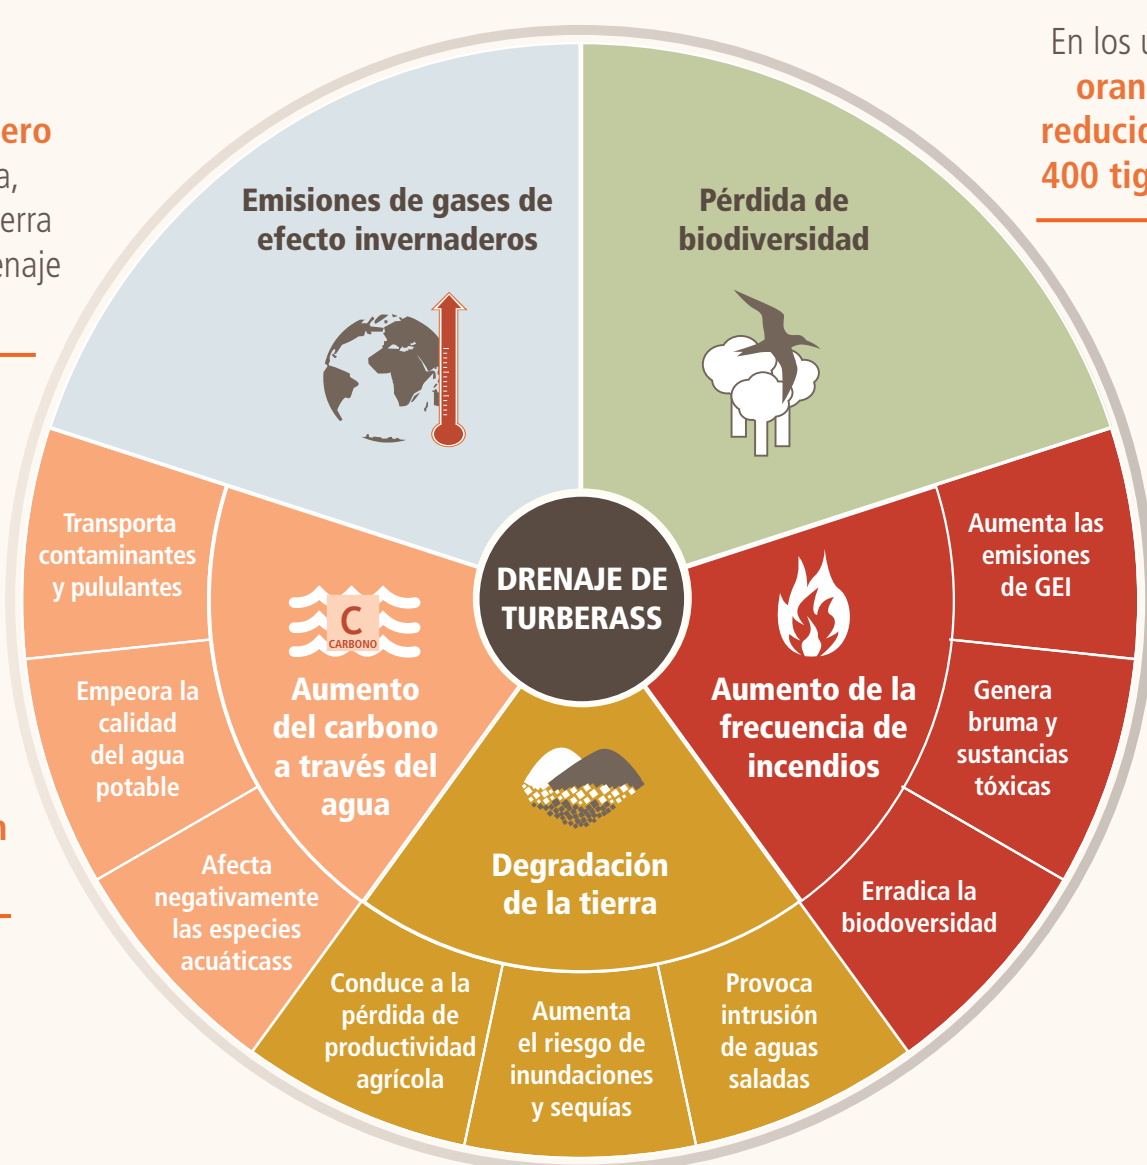 En los
oran
reducid
400 tig
ero
a,
erra
enaje
n
Emisiones de gases de
efecto invernaderos
Pérdida de
biodiversidad
DRENAJE DE
TURBERASS
Transporta
contaminantes
y pululantes
Empeora la
calidad
del agua
potable
Afecta
negativamente
las especies
acuáticass
C
CARBONO
Aumento
del carbono
a través del
agua
Degradación
de la tierra
Conduce a la
pérdida de
productividad
agrícola
Aumenta
el riesgo de
inundaciones
y sequías
Provoca
intrusión
de aguas
saladas
Aumento de la
frecuencia de
incendios
Aumenta las
emisiones
de GEI
Genera
bruma y
sustancias
tóxicas
Erradica la
biodoversidad